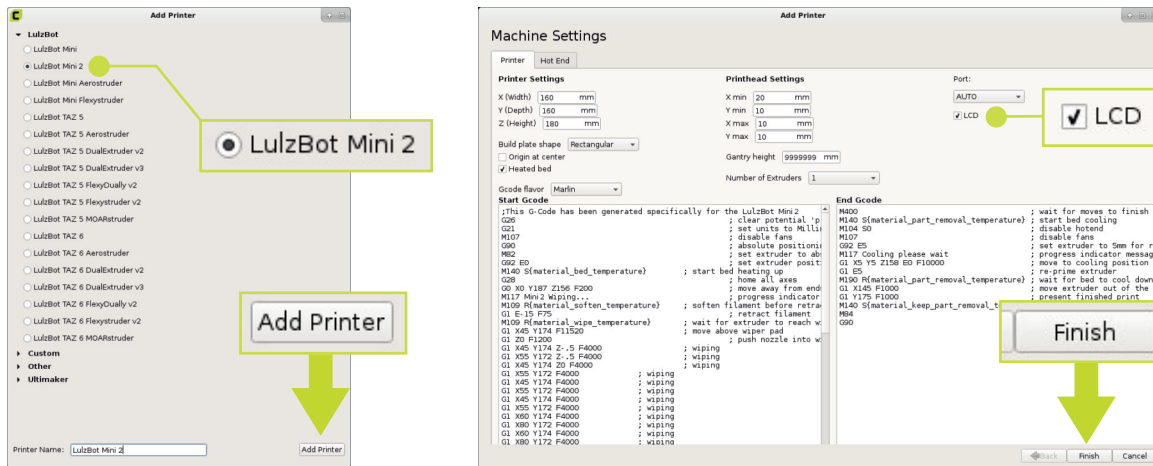 Add Printer
LulzBot
LulzBot Mini
LulzBot Mini 2
LulzBot Mini Aerostruder
LulzBot Mini Flexystruder
LulzBot TAZ 5
LulzBot TAZ 5 Aerostruder
LulzBot TAZ 5 DualExtruder v2
LulzBot TAZ 5 DualExtruder v3
LulzBot TAZ 5 FlexyDually v2
LulzBot TAZ 5 Flexystruder v2
LulzBot TAZ 5 MOARstruder
LulzBot TAZ 6
LulzBot TAZ 6 Aerostruder
LulzBot TAZ 6 DualExtruder v2
LulzBot TAZ 6 DualExtruder v3
LulzBot TAZ 6 FlexyDually v2
LulzBot TAZ 6 Flexystruder v2
LulzBot TAZ 6 MOARstruder
Custom
Other
Ultimaker
LulzBot Mini 2
Add Printer
Printer Name: LulzBot Mini 2
Add Printer
Add Printer
Machine Settings
Printer Hot End
Printer Settings
X (Width) 160 mm
Y (Depth) 160 mm
Z (Height) 180 mm
Build plate shape Rectangular
Origin at center
Heated bed
Gcode flavor Marlin
Printhead Settings
X min 20 mm
Y min 10 mm
X max 10 mm
Y max 10 mm
Gantry height 9999999 mm
Number of Extruders 1
Port:
AUTO
LCD
LCD
Start Gcode
;This G-Code has been generated specifically for the LulzBot Mini 2
G26 ; clear potential 'p
G21 ; set units to Milli
M107 ; disable fans
G90 ; absolute positioni
M82 ; set extruder to ab
G92 E0 ; set extruder posit
M140 S{material_bed_temperature} ; start bed heating up
G28 ; home all axes
G0 X0 Y187 Z156 F200 ; move away from ends
M117 Mini 2 Wiping... ; progress indicator
M109 R{material_soften_temperature} ; soften filament before retra
G1 E-15 F75 ; retract filament
M109 R{material_wipe_temperature} ; wait for extruder to reach w
G1 X45 Y174 F11520 ; move above wiper pad
G1 Z0 F1200 ; push nozzle into w
G1 X45 Y174 Z-.5 F4000 ; wiping
G1 X55 Y172 Z-.5 F4000 ; wiping
G1 X45 Y174 Z0 F4000 ; wiping
G1 X55 Y172 F4000 ; wiping
G1 X45 Y174 F4000 ; wiping
G1 X55 Y172 F4000 ; wiping
G1 X45 Y174 F4000 ; wiping
G1 X55 Y172 F4000 ; wiping
G1 X60 Y174 F4000 ; wiping
G1 X80 Y172 F4000 ; wiping
G1 X60 Y174 F4000 ; wiping
G1 X80 Y172 F4000 ; wiping
End Gcode
M400 ; wait for moves to finish
M140 S{material_part_removal_temperature} ; start bed cooling
M104 S0 ; disable hotend
M107 ; disable fans
G92 E5 ; set extruder to 5mm for r
M117 Cooling please wait ; progress indicator messag
G1 X5 Y5 Z158 E0 F10000 ; move to cooling position
G1 E5 ; re-prime extruder
M190 R{material_part_removal_temperature} ; wait for bed to cool down
G1 X145 F1000 ; move extruder out of the
G1 Y175 F1000 ; present finished print
M140 S{material_keep_part_removal_t
M84
G90
Finish
Back Finish Cancel